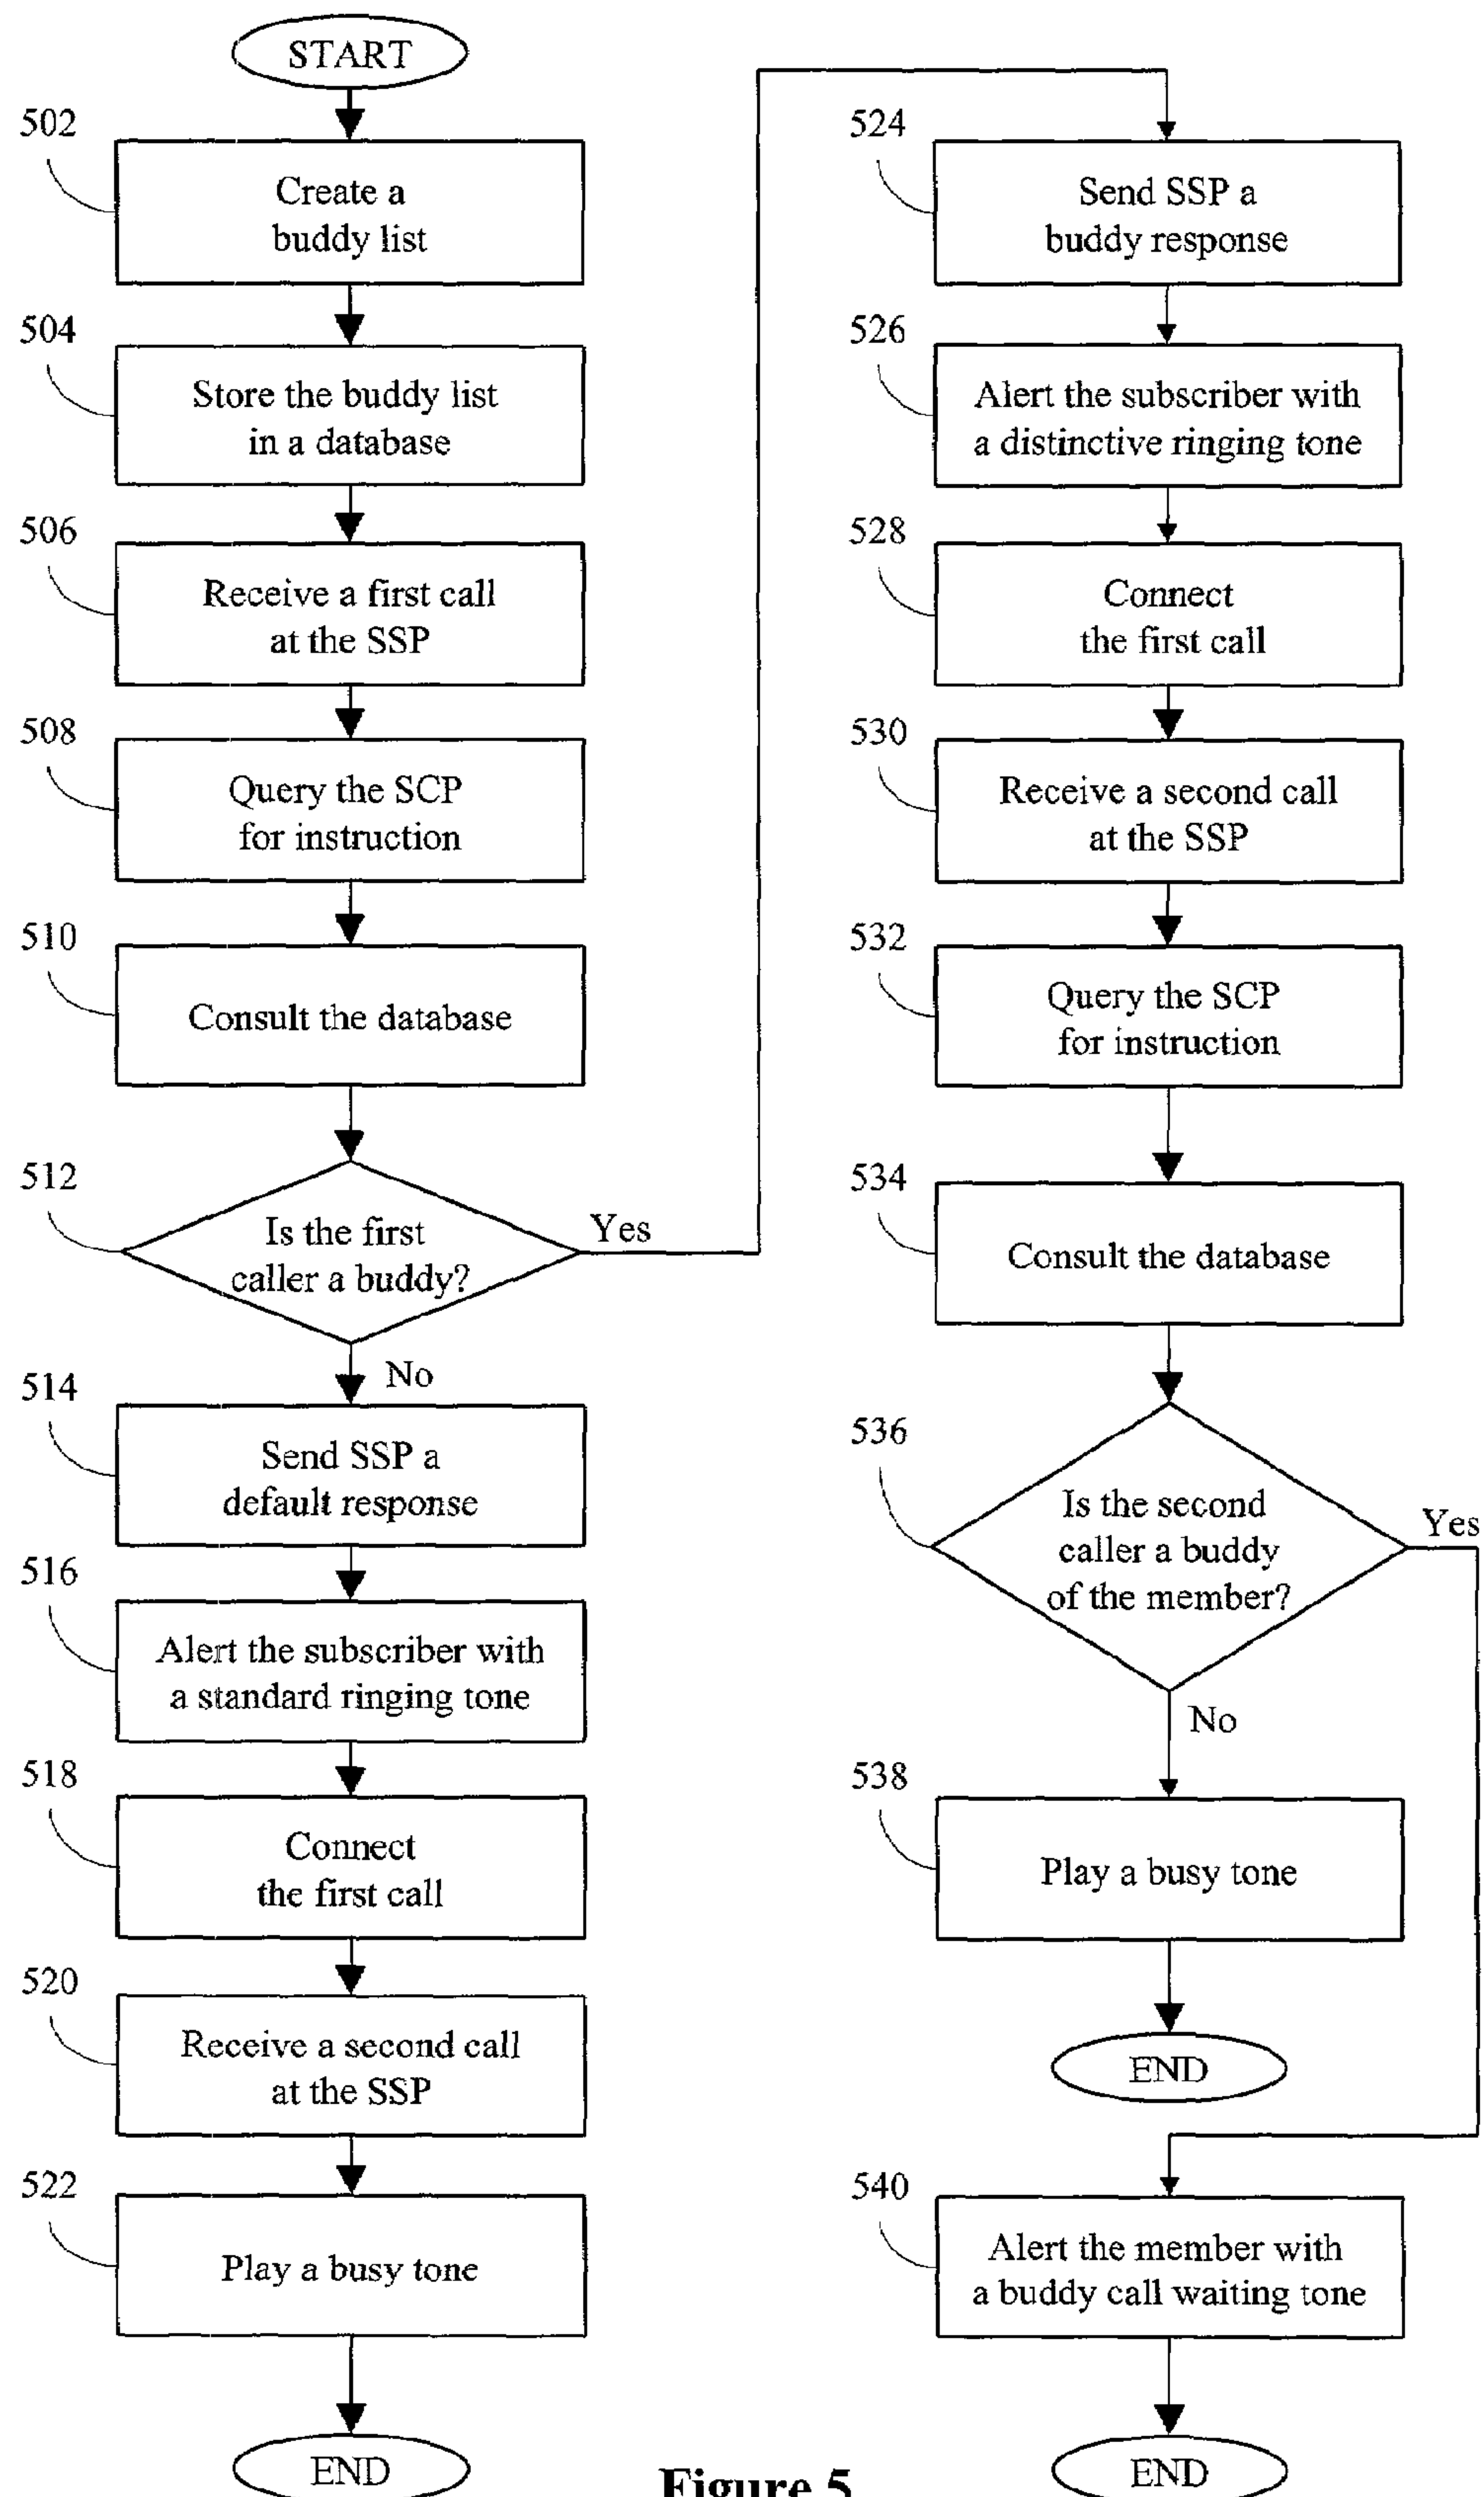 START
502
Create a
buddy list
504
Store the buddy list
in a database
506
Receive a first call
at the SSP
508
Query the SCP
for instruction
510
Consult the database
512
Is the first
caller a buddy?
Yes
No
514
Send SSP a
default response
516
Alert the subscriber with
a standard ringing tone
518
Connect
the first call
520
Receive a second call
at the SSP
522
Play a busy tone
END
524
Send SSP a
buddy response
526
Alert the subscriber with
a distinctive ringing tone
528
Connect
the first call
530
Receive a second call
at the SSP
532
Query the SCP
for instruction
534
Consult the database
536
Is the second
caller a buddy
of the member?
Yes
No
538
Play a busy tone
END
540
Alert the member with
a buddy call waiting tone
END
Figure 5